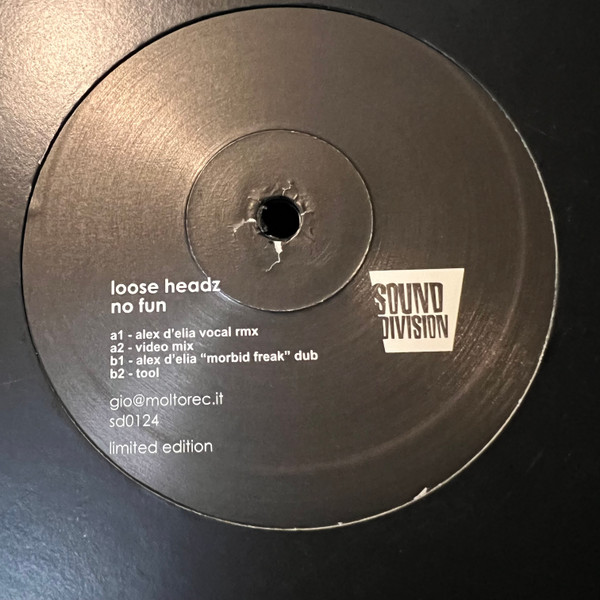 loose headz
no fun
a1 - alex d'elia vocal rmx
a2 - video mix
b1 - alex d'elia “morbid freak” dub
b2 - tool
gio@moltorec.it
sd0124
limited edition
SOUND
DIVISION